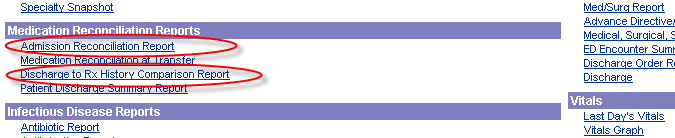 Specialty Snapshot
Medication Reconciliation Reports
Admission Reconciliation Report
Medication Reconciliation at Transfer
Discharge to Rx History Comparison Report
Patient Discharge Summary Report
Infectious Disease Reports
Antibiotic Report
Med/Surg Report
Advance Directive/
Medical, Surgical, S
ED Encounter Sum
Discharge Order R
Discharge
Vitals
Last Day's Vitals
Vitals Graph